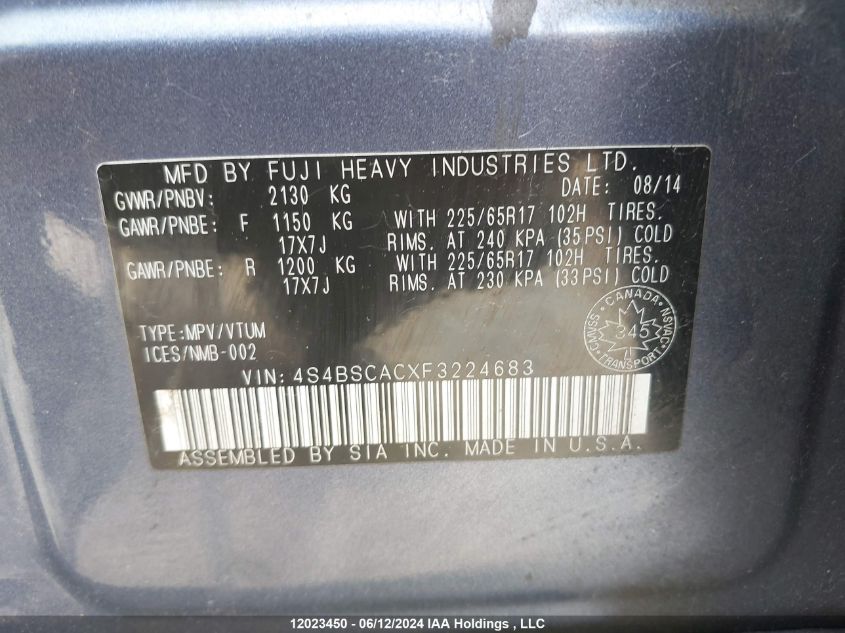 MFD BY FUJI HEAVY INDUSTRIES LTD.
GVWR/PNBV: 2130 KG DATE: 08/14
GAWR/PNBE: F 1150 KG WITH 225/65R17 102H TIRES.
17X7J RIMS. AT 240 KPA (35PSI) COLD
GAWR/PNBE: R 1200 KG WITH 225/65R17 102H TIRES.
17X7J RIMS. AT 230 KPA (33PSI) COLD
TYPE:MPV/VTUM
ICES/NMB-002
CANADA
CMVSS 345 NSVAC
TRANSPORT
VIN: 4S4BSCACXF3224683
ASSEMBLED BY SIA INC. MADE IN U.S.A.
12023450 - 06/12/2024 IAA Holdings , LLC